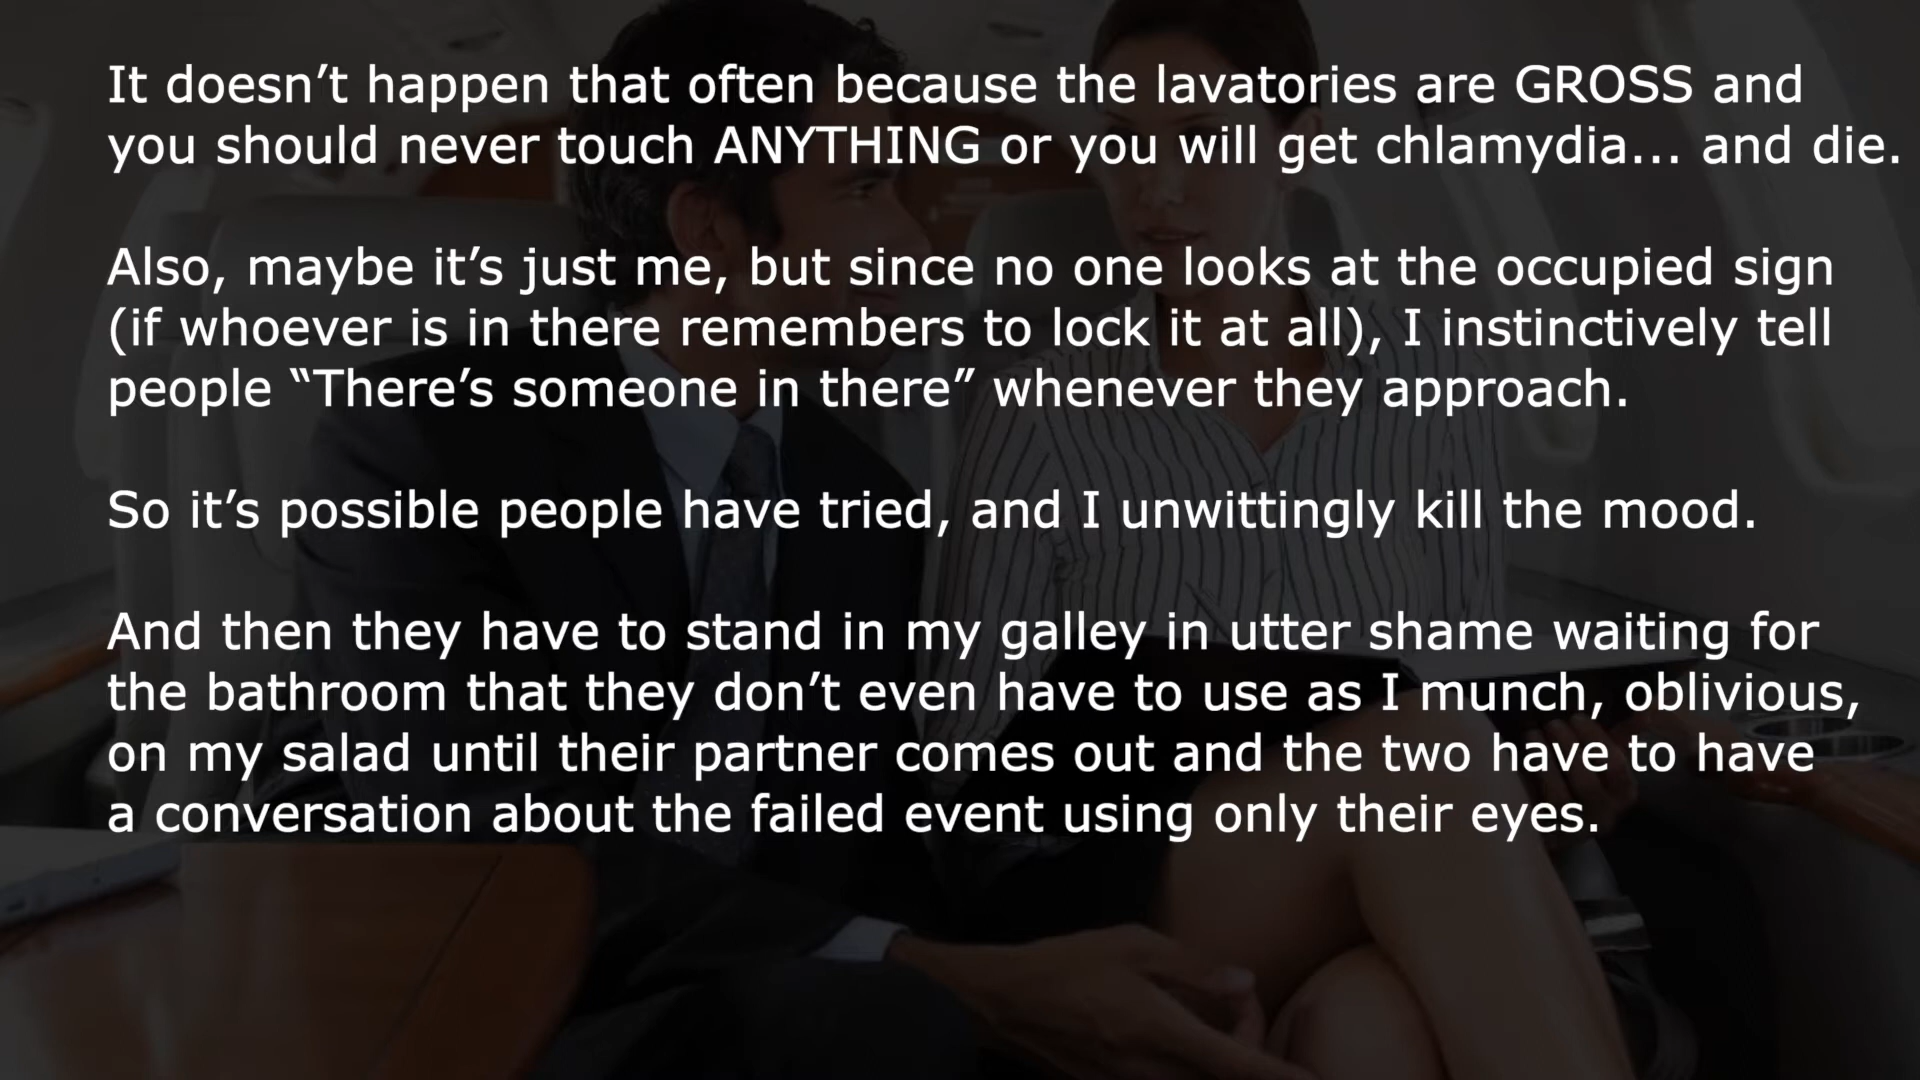 It doesn’t happen that often because the lavatories are GROSS and
you should never touch ANYTHING or you will get chlamydia... and die.
Also, maybe it’s just me, but since no one looks at the occupied sign
(if whoever is in there remembers to lock it at all), I instinctively tell
people “There’s someone in there” whenever they approach.
So it’s possible people have tried, and I unwittingly kill the mood.
And then they have to stand in my galley in utter shame waiting for
the bathroom that they don’t even have to use as I munch, oblivious,
on my salad until their partner comes out and the two have to have
a conversation about the failed event using only their eyes.